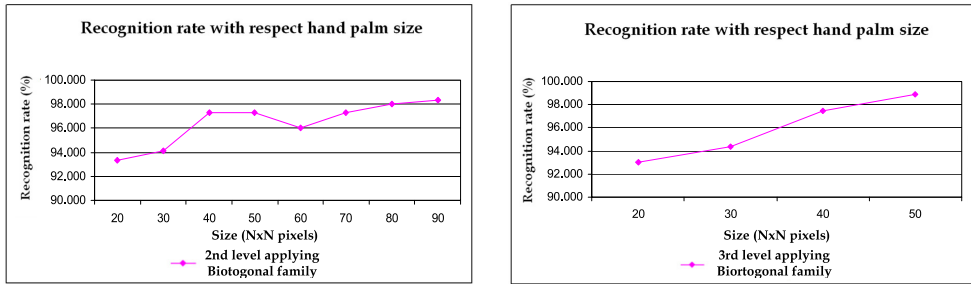 Recognition rate with respect hand palm size
Recognition rate (%)
100.000
98.000
96.000
94.000
92.000
90.000
20 30 40 50 60 70 80 90
Size (NxN pixels)
2nd level applying
Biotogonal family
Recognition rate with respect hand palm size
Recognition rate (%)
100.000
98.000
96.000
94.000
92.000
90.000
20 30 40 50
Size (NxN pixels)
3rd level applying
Biortogonal family